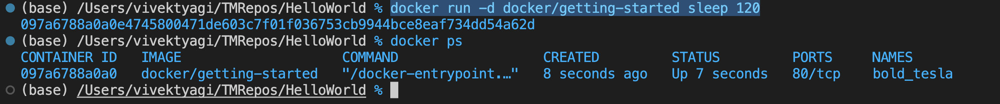 (base) /Users/vivektyagi/TMRepos/HelloWorld % docker run -d docker/getting-started sleep 120
097a6788a0a0e4745800471de603c7f01f036753cb9944bce8eaf734dd54a62d
(base) /Users/vivektyagi/TMRepos/HelloWorld % docker ps
CONTAINER ID   IMAGE                    COMMAND                  CREATED         STATUS         PORTS     NAMES
097a6788a0a0   docker/getting-started   "/docker-entrypoint.…"   8 seconds ago   Up 7 seconds   80/tcp    bold_tesla
(base) /Users/vivektyagi/TMRepos/HelloWorld %